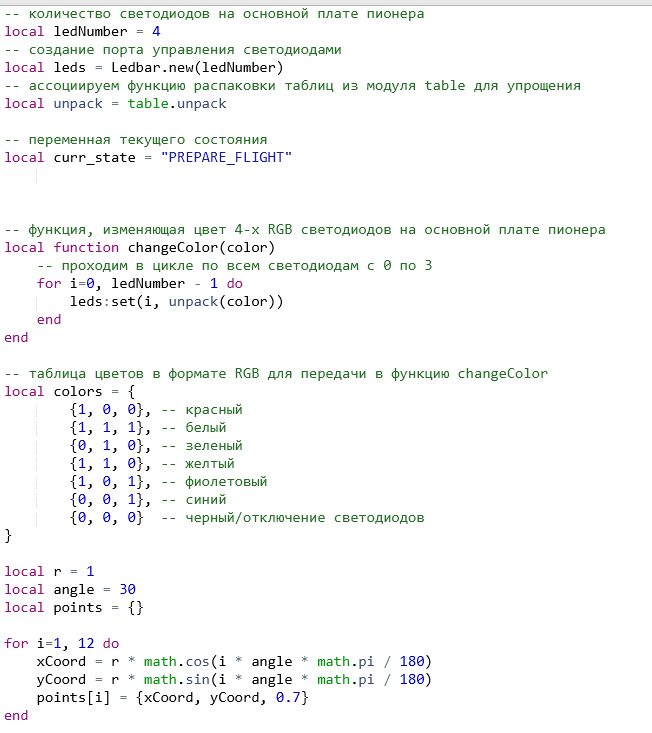 -- количество светодиодов на основной плате пионера
local ledNumber = 4
-- создание порта управления светодиодами
local leds = Ledbar.new(ledNumber)
-- ассоциируем функцию распаковки таблиц из модуля table для упрощения
local unpack = table.unpack

-- переменная текущего состояния
local curr_state = "PREPARE_FLIGHT"

-- функция, изменяющая цвет 4-х RGB светодиодов на основной плате пионера
local function changeColor(color)
    -- проходим в цикле по всем светодиодам с 0 по 3
    for i=0, ledNumber - 1 do
        leds:set(i, unpack(color))
    end
end

-- таблица цветов в формате RGB для передачи в функцию changeColor
local colors = {
        {1, 0, 0}, -- красный
        {1, 1, 1}, -- белый
        {0, 1, 0}, -- зеленый
        {1, 1, 0}, -- желтый
        {1, 0, 1}, -- фиолетовый
        {0, 0, 1}, -- синий
        {0, 0, 0}  -- черный/отключение светодиодов
}

local r = 1
local angle = 30
local points = {}

for i=1, 12 do
    xCoord = r * math.cos(i * angle * math.pi / 180)
    yCoord = r * math.sin(i * angle * math.pi / 180)
    points[i] = {xCoord, yCoord, 0.7}
end